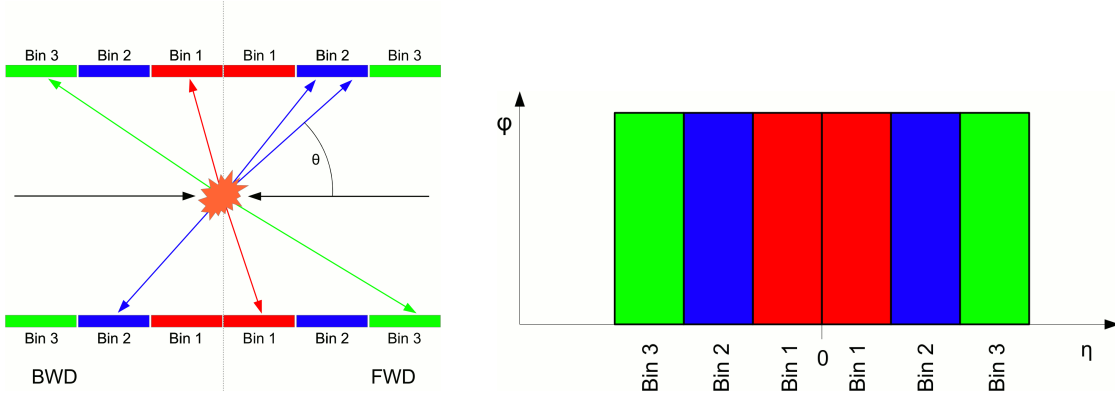 Bin 3 Bin 2 Bin 1 Bin 1 Bin 2 Bin 3
θ
Bin 3 Bin 2 Bin 1 Bin 1 Bin 2 Bin 3
BWD FWD
φ
Bin 3 Bin 2 Bin 1 0 Bin 1 Bin 2 Bin 3 η